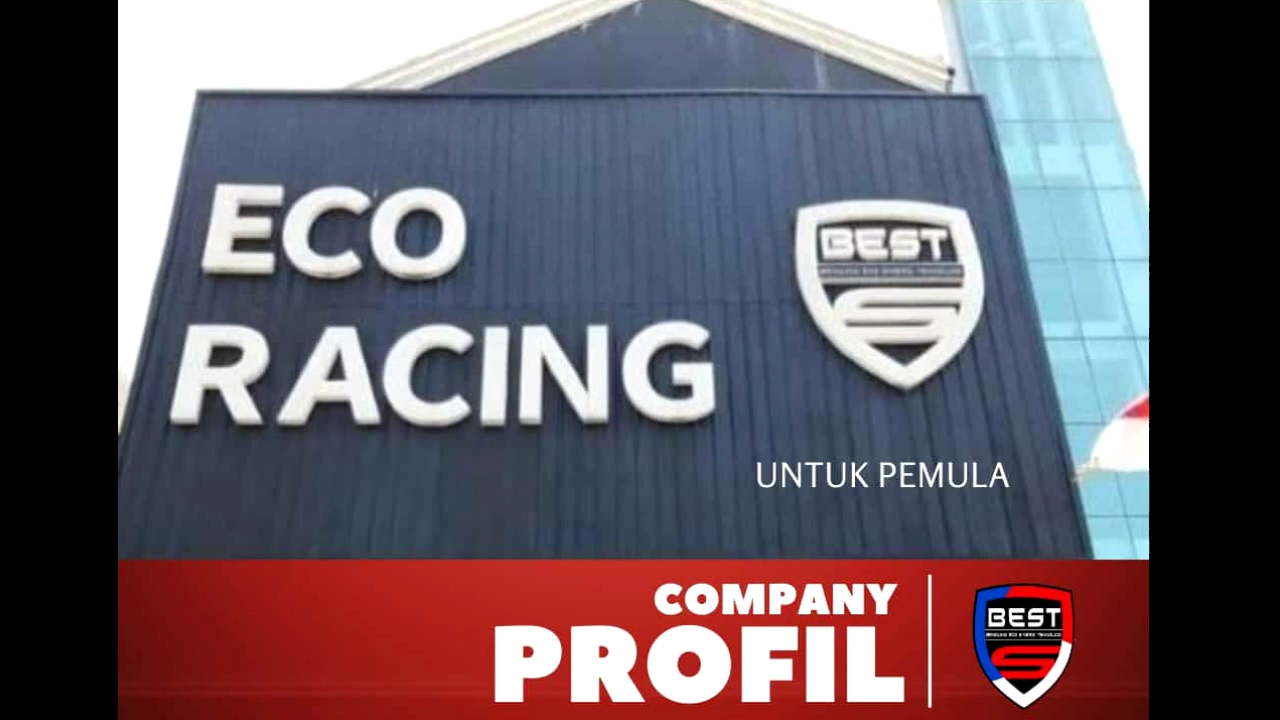 ECO
RACING
BEST
UNTUK PEMULA
COMPANY
PROFIL
BEST